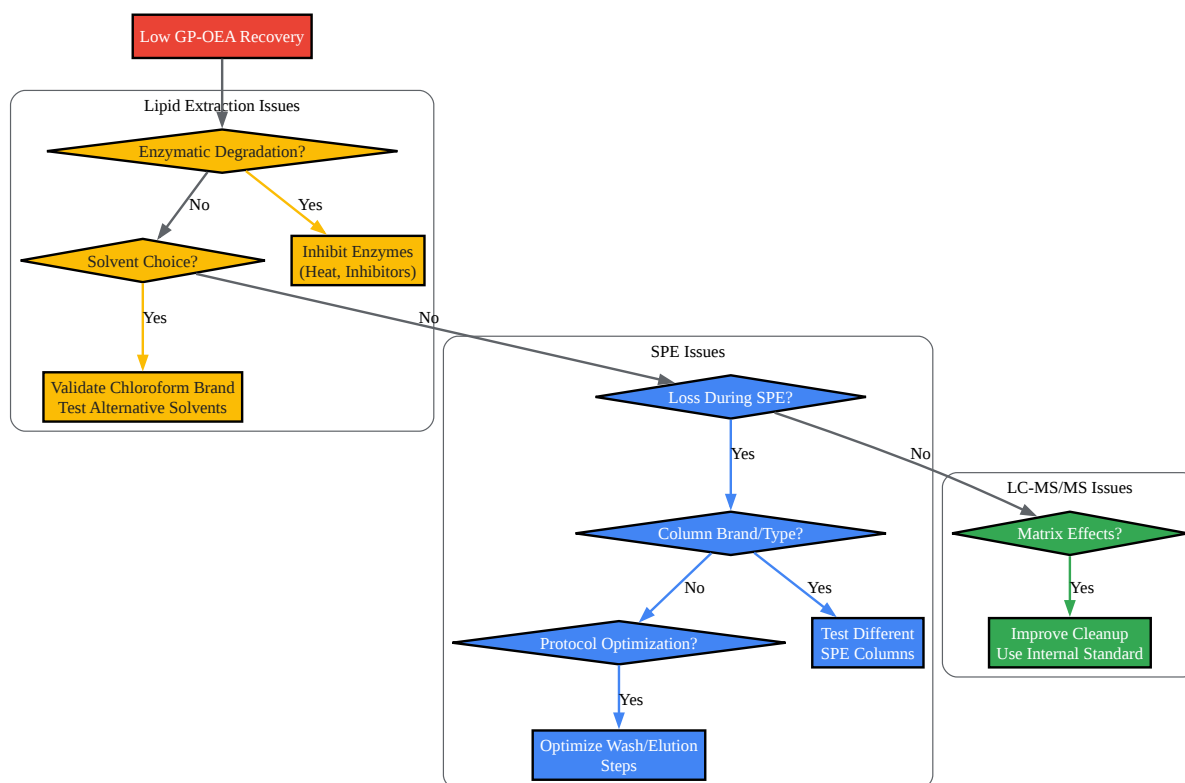 Low GP-OEA Recovery
Lipid Extraction Issues
Enzymatic Degradation?
No
Yes
Solvent Choice?
Inhibit Enzymes
(Heat, Inhibitors)
Yes
No
Validate Chloroform Brand
Test Alternative Solvents
SPE Issues
Loss During SPE?
Yes
No
LC-MS/MS Issues
Column Brand/Type?
Matrix Effects?
No
Yes
Yes
Protocol Optimization?
Test Different
SPE Columns
Improve Cleanup
Use Internal Standard
Yes
Optimize Wash/Elution
Steps